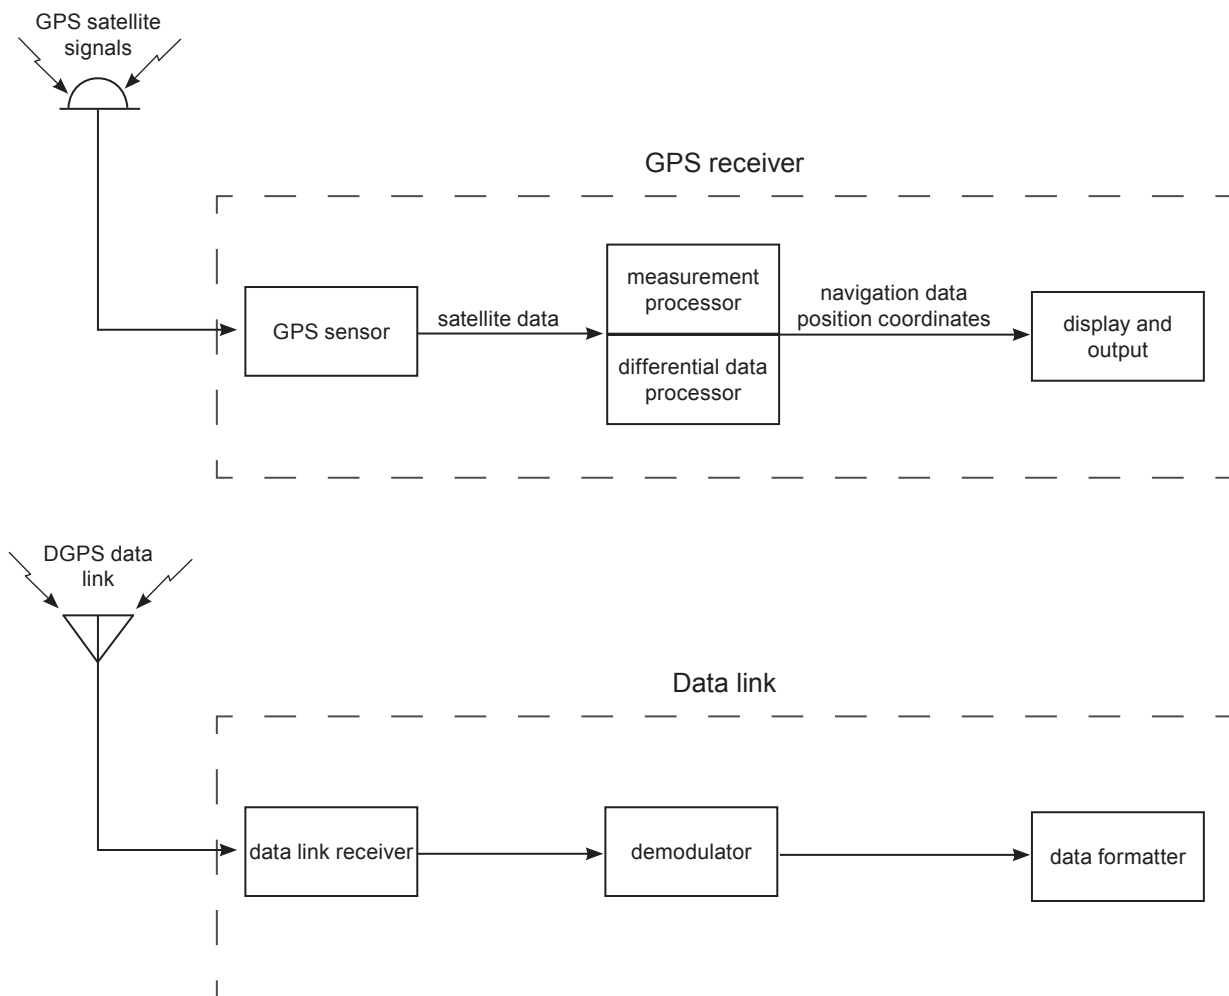 GPS satellite
signals
GPS receiver
GPS sensor
satellite data
measurement
processor
differential data
processor
navigation data
position coordinates
display and
output
DGPS data
link
Data link
data link receiver
demodulator
data formatter